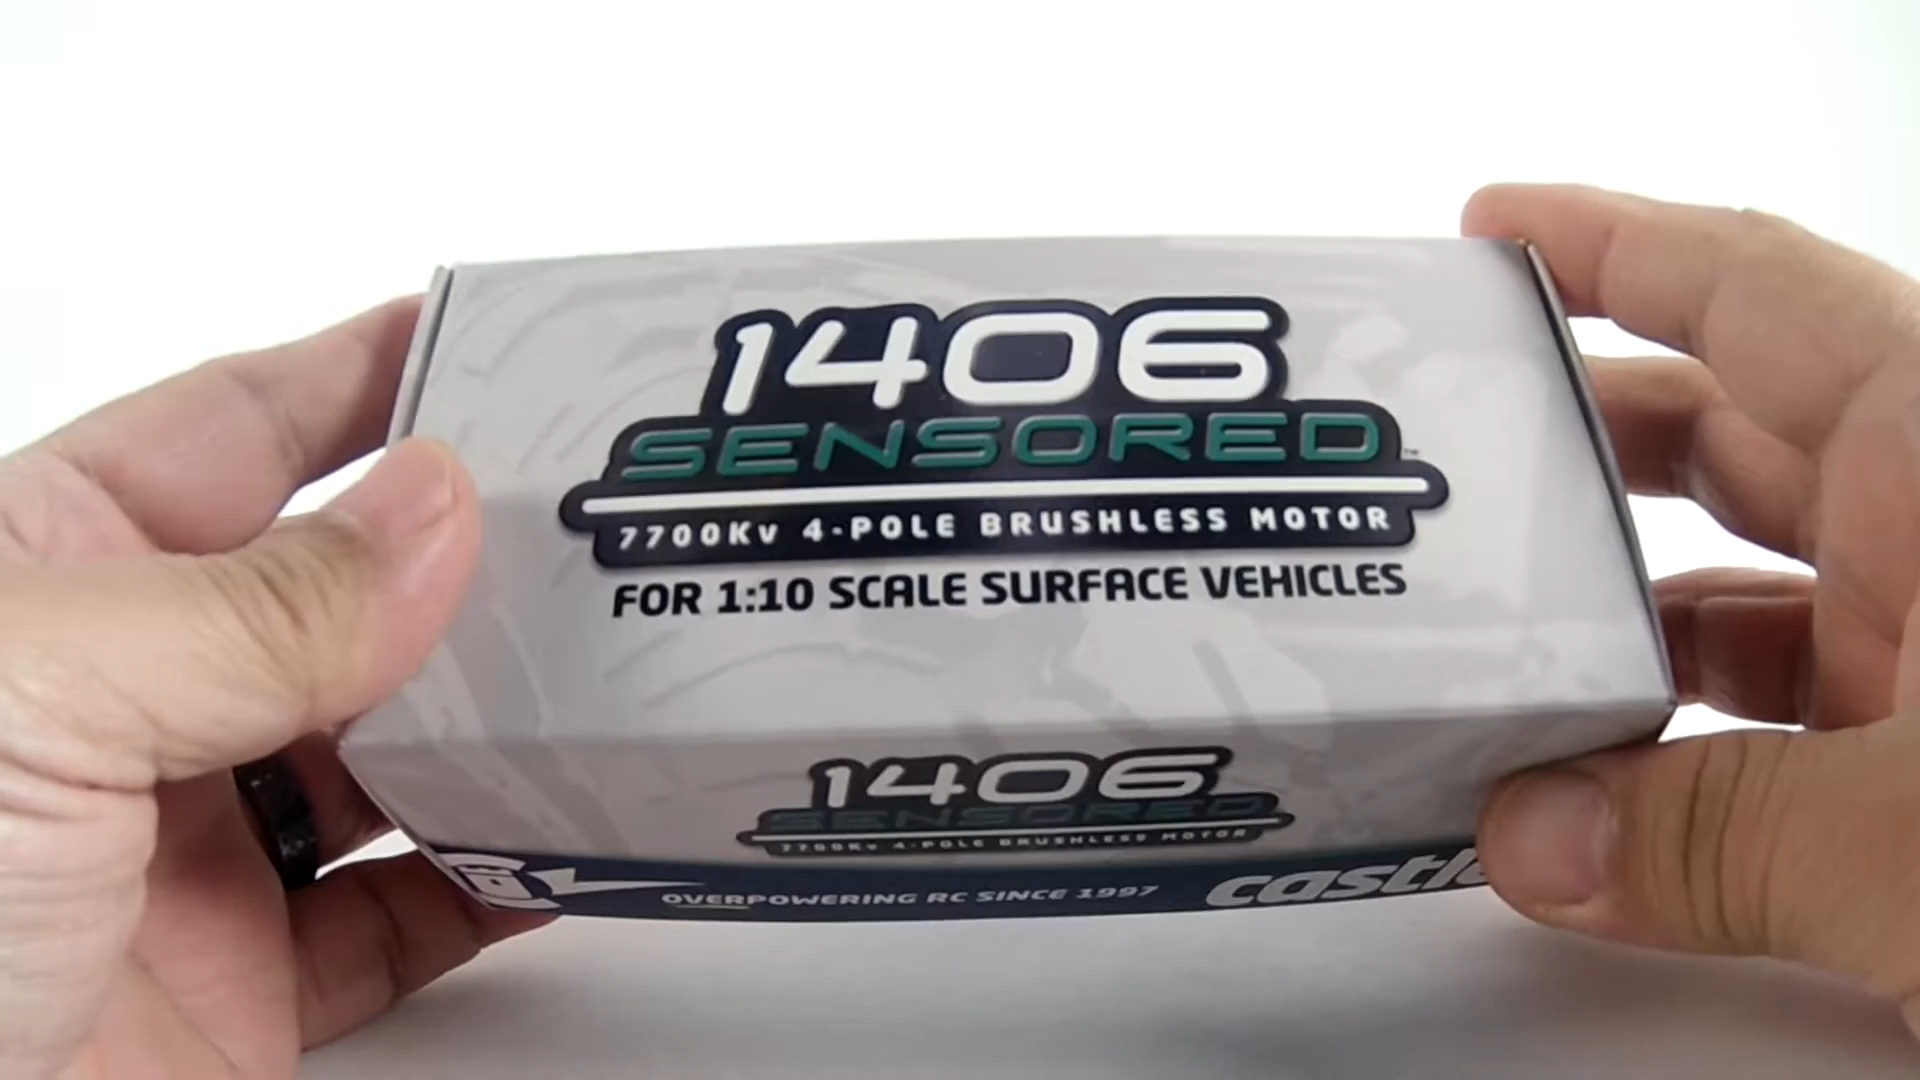 1406
SENSORED™
7700Kv 4-POLE BRUSHLESS MOTOR
FOR 1:10 SCALE SURFACE VEHICLES
1406
SENSORED
7700Kv 4-POLE BRUSHLESS MOTOR
OVERPOWERING RC SINCE 1997
castle